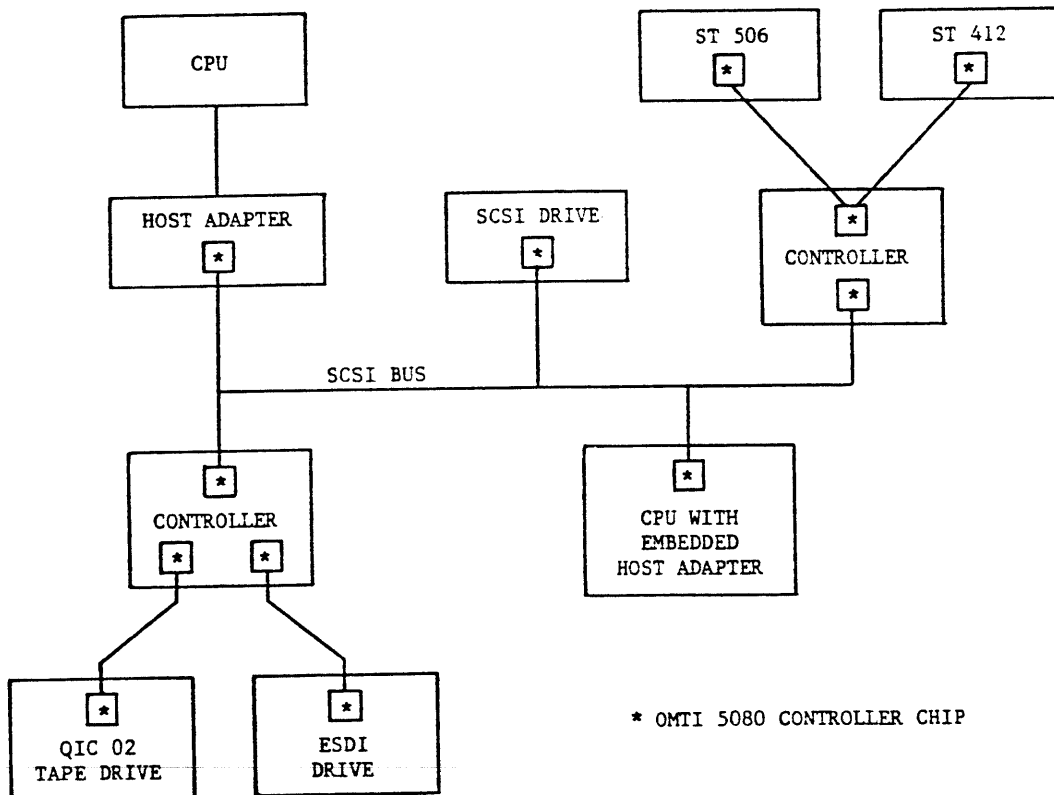 CPU
ST 506
*
ST 412
*
HOST ADAPTER
*
SCSI DRIVE
*
*
CONTROLLER
*
SCSI BUS
*
CONTROLLER
* *
*
CPU WITH
EMBEDDED
HOST ADAPTER
*
QIC 02
TAPE DRIVE
*
ESDI
DRIVE
* OMTI 5080 CONTROLLER CHIP